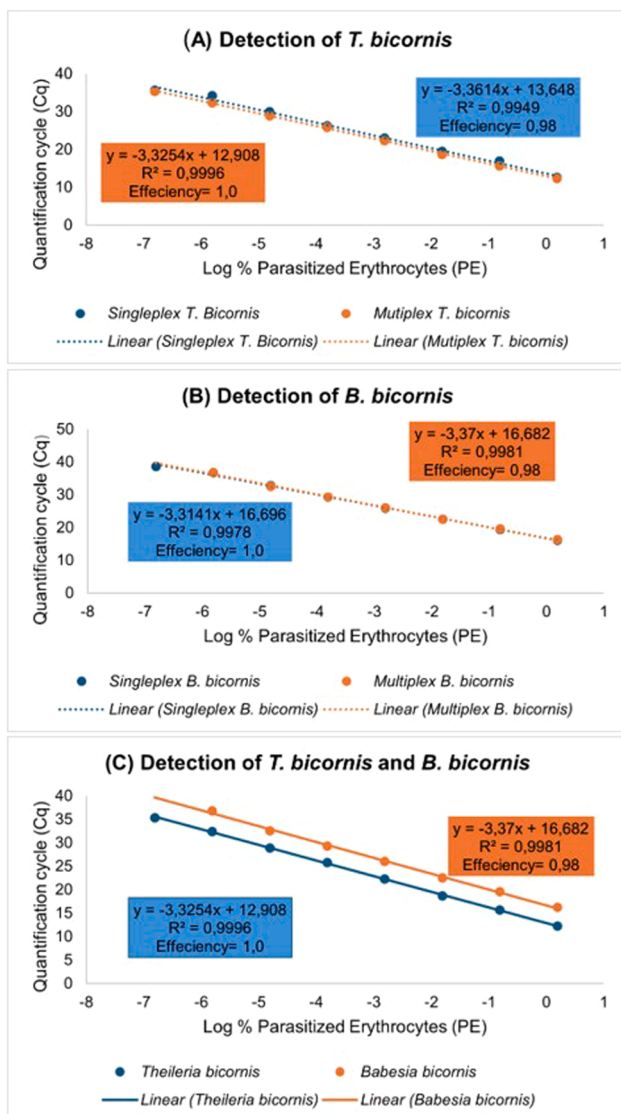 (A) Detection of T. bicornis
Quantification cycle (Cq)
40
30
20
10
0
y = -3,3614x + 13,648
R² = 0,9949
Effeciency= 0,98
y = -3,3254x + 12,908
R² = 0,9996
Effeciency= 1,0
-8 -7 -6 -5 -4 -3 -2 -1 0 1
Log % Parasitized Erythrocytes (PE)
Singleplex T. Bicornis Mutiplex T. bicornis
Linear (Singleplex T. Bicornis) Linear (Mutiplex T. bicornis)
(B) Detection of B. bicornis
Quantification cycle (Cq)
50
40
30
20
10
0
y = -3,37x + 16,682
R² = 0,9981
Effeciency= 0,98
y = -3,3141x + 16,696
R² = 0,9978
Effeciency= 1,0
-8 -7 -6 -5 -4 -3 -2 -1 0 1
Log % Parasitized Erythrocytes (PE)
Singleplex B. bicornis Multiplex B. bicornis
Linear (Singleplex B. bicornis) Linear (Multiplex B. bicornis)
(C) Detection of T. bicornis and B. bicornis
Quantification cycle (Cq)
40
35
30
25
20
15
10
5
0
y = -3,37x + 16,682
R² = 0,9981
Effeciency= 0,98
y = -3,3254x + 12,908
R² = 0,9996
Effeciency= 1,0
-8 -7 -6 -5 -4 -3 -2 -1 0 1
Log % Parasitized Erythrocytes (PE)
Theileria bicornis Babesia bicornis
Linear (Theileria bicornis) Linear (Babesia bicornis)